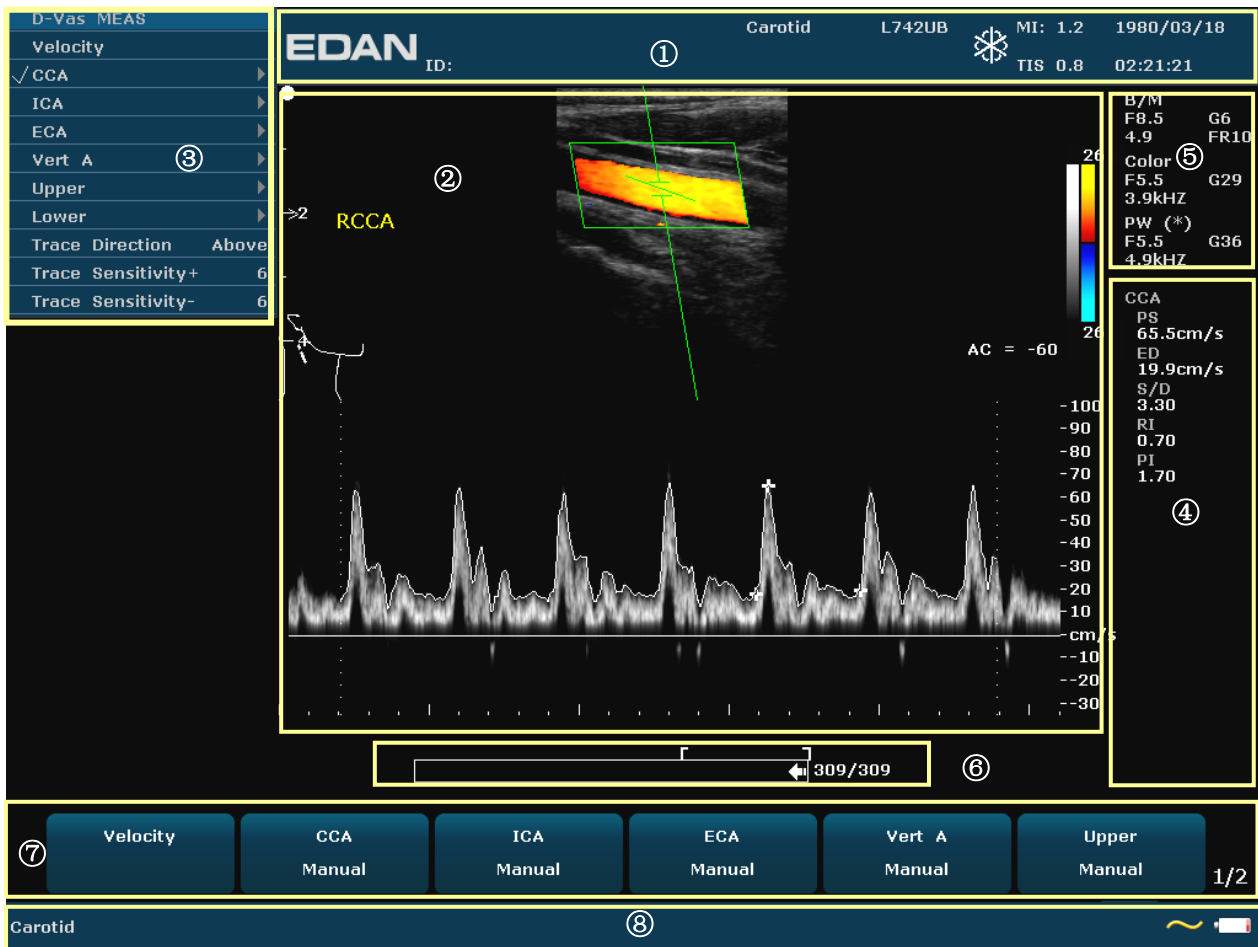 D-Vas MEAS
Velocity
✓CCA
ICA
ECA
Vert A
Upper
Lower
Trace Direction Above
Trace Sensitivity+ 6
Trace Sensitivity- 6
③
EDAN
ID:
①
Carotid L742UB MI: 1.2 1980/03/18
TIS 0.8 02:21:21
②
RCCA
2
4
26
26
AC = -60
-100
-90
-80
-70
-60
-50
-40
-30
-20
-10
-cm/s
--10
--20
--30
B/M
F8.5 G6
4.9 FR10
Color
F5.5 G29
3.9kHZ
PW (*)
F5.5 G36
4.9kHZ
⑤
CCA
PS
65.5cm/s
ED
19.9cm/s
S/D
3.30
RI
0.70
PI
1.70
④
309/309
⑥
⑦
Velocity
CCA
Manual
ICA
Manual
ECA
Manual
Vert A
Manual
Upper
Manual
1/2
Carotid
⑧